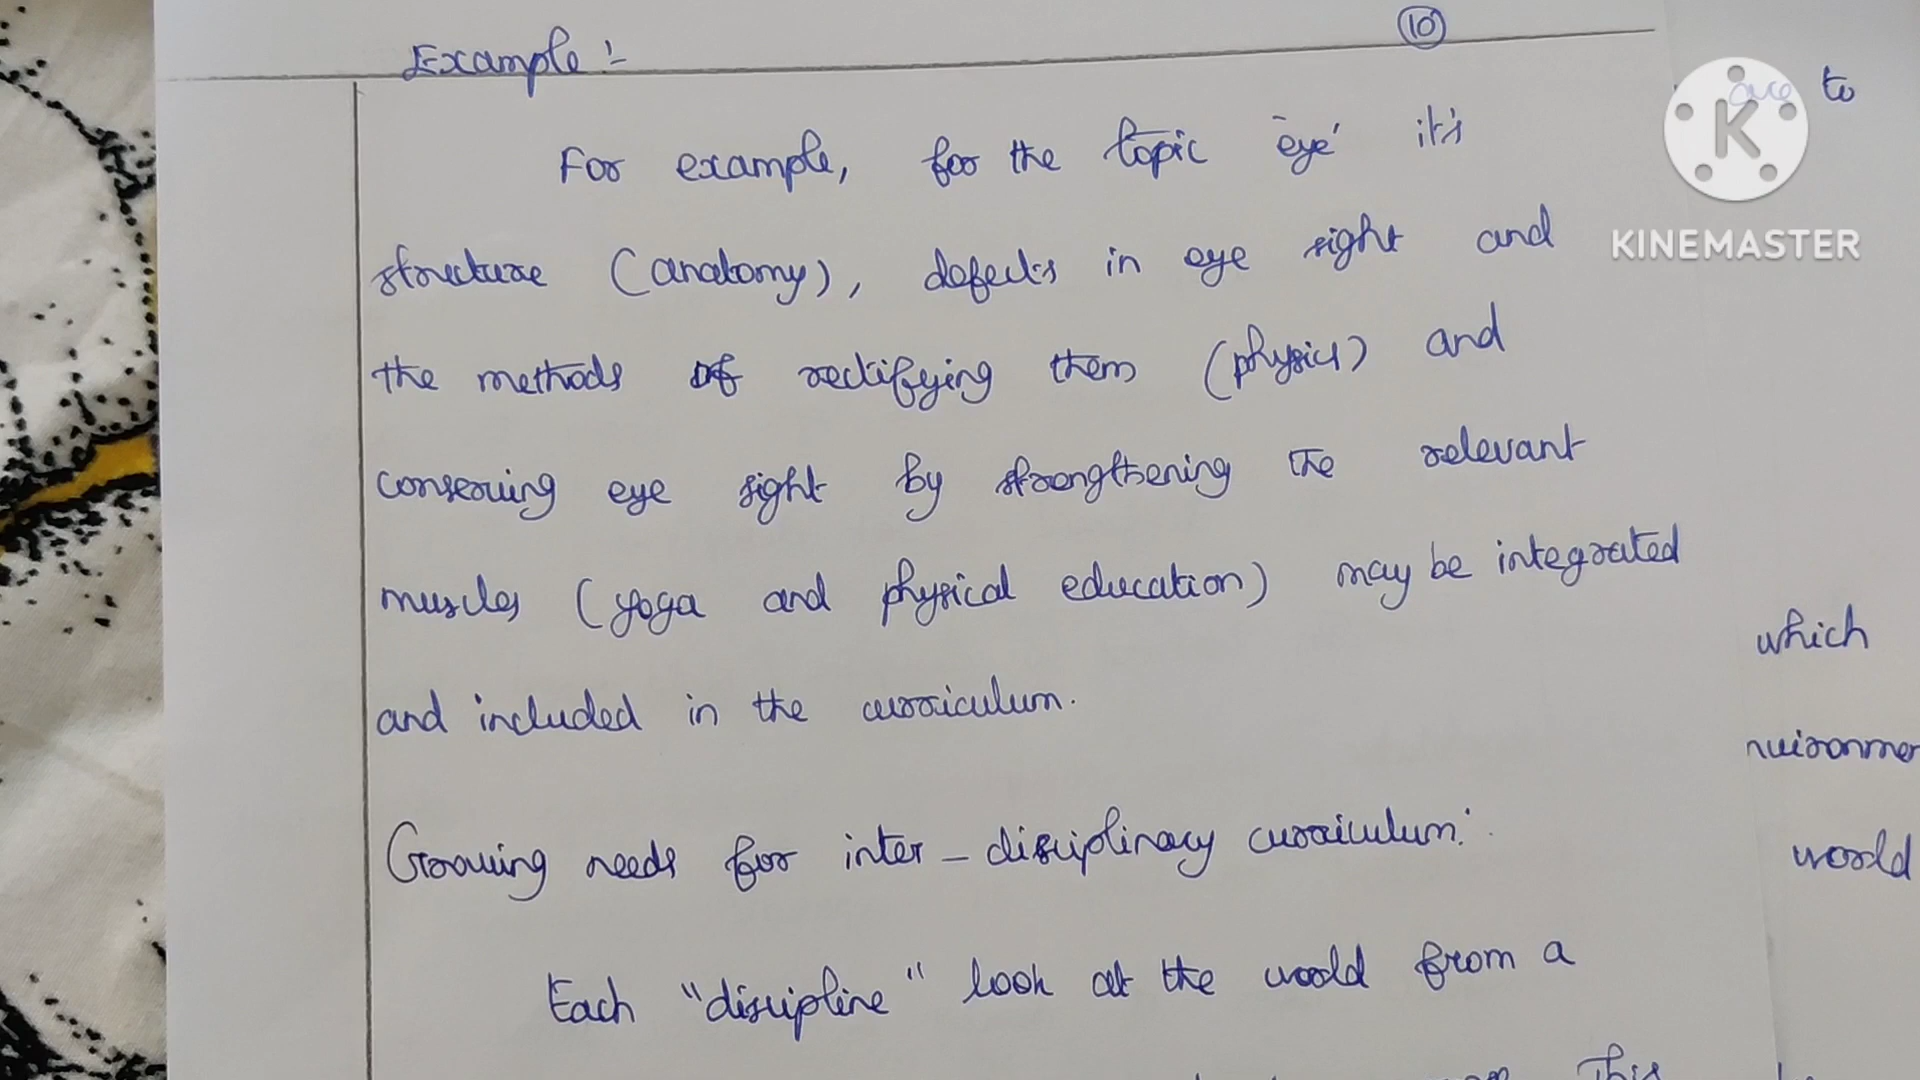 10
Example :-
For example, for the topic 'eye' it's
structure (anatomy), defects in eye sight and
the methods of rectifying them (physics) and
conserving eye sight by strengthening the relevant
muscles (yoga and physical education) may be integrated
and included in the curriculum.
Growing needs for inter - disciplinary curriculum:
Each "discipline" look at the world from a
This
to
which
world
KINEMASTER